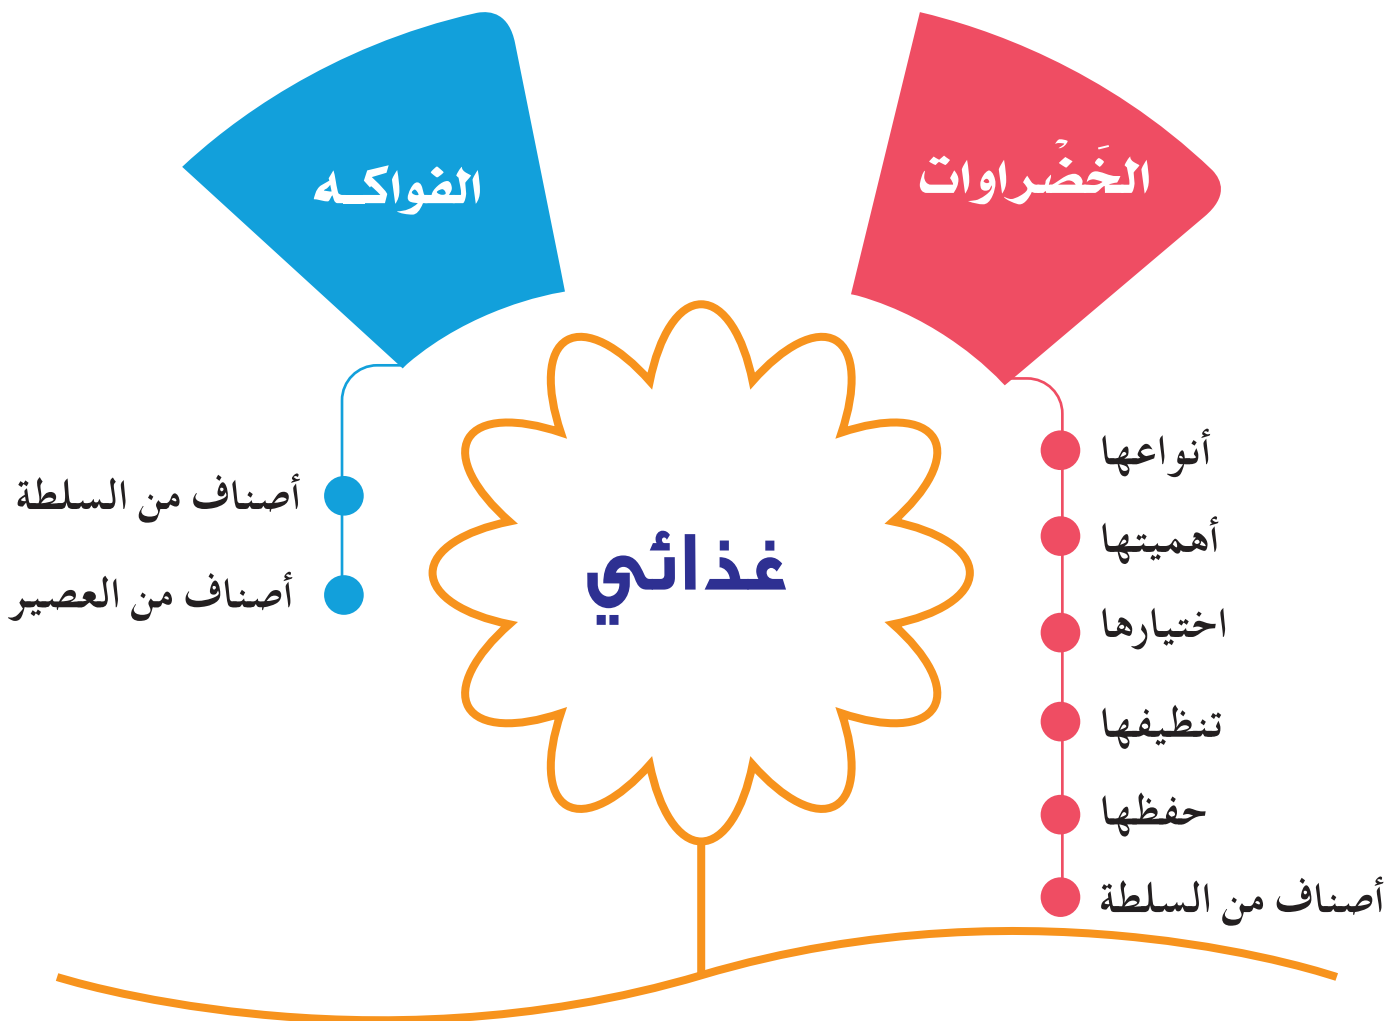 الخَضْراوات
الفواكـه
غذائي
أنواعها
أهميتها
اختيارها
تنظيفها
حفظها
أصناف من السلطة
أصناف من السلطة
أصناف من العصير